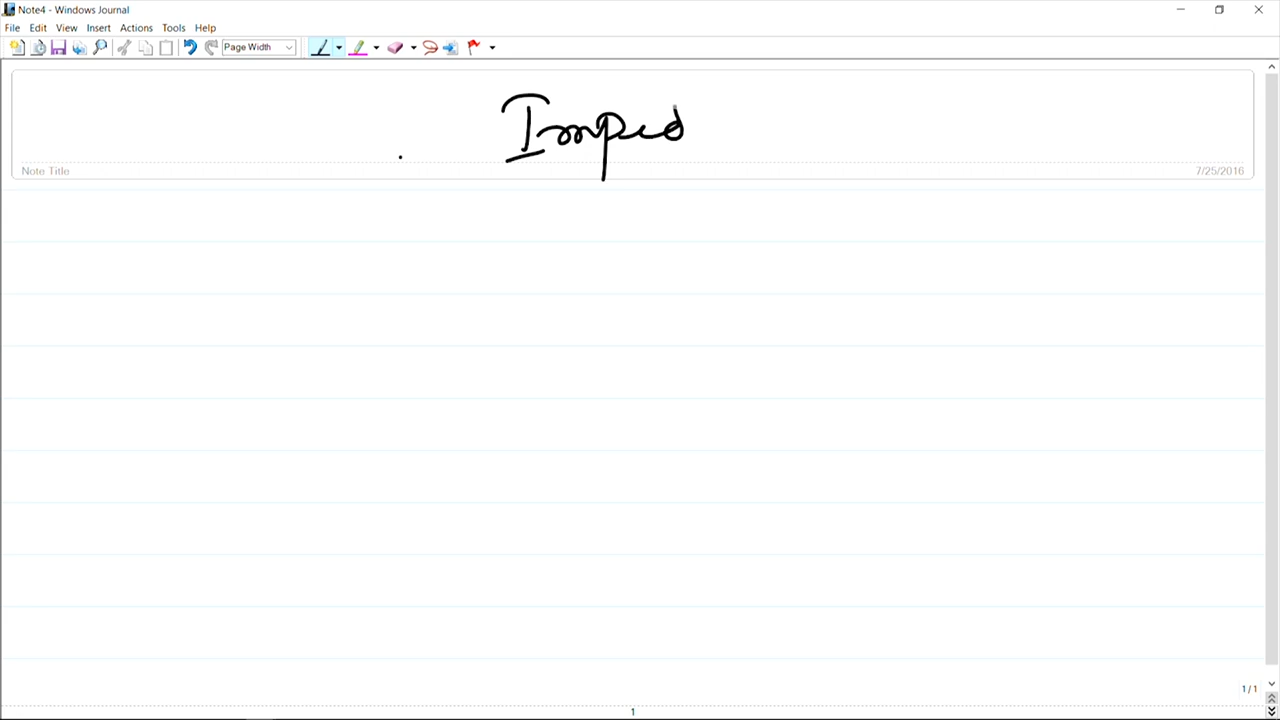 Note4 - Windows Journal
File Edit View Insert Actions Tools Help
Page Width
Imped
Note Title 7/25/2016
1 / 1
1